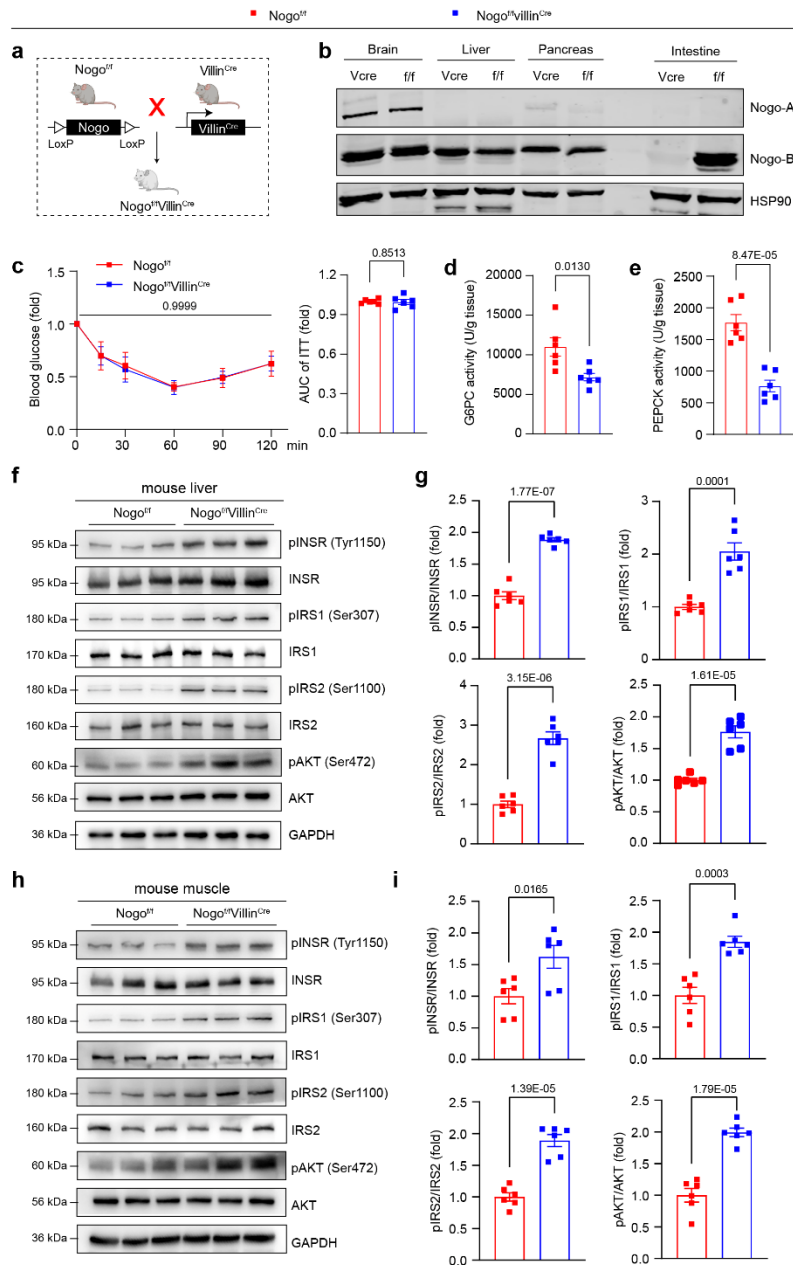 Nogo^f/f Nogo^f/fvillin^Cre
a
Nogo^f/f Villin^Cre
X
Nogo Villin^Cre
LoxP LoxP
Nogo^f/fVillin^Cre
b
Brain Liver Pancreas Intestine
Vcre f/f Vcre f/f Vcre f/f Vcre f/f
Nogo-A
Nogo-B
HSP90
c
Nogo^f/f
Nogo^f/fVillin^Cre
0.9999
Blood glucose (fold)
1.5
1.0
0.5
0.0
0 30 60 90 120 min
0.8513
AUC of ITT (fold)
1.2
0.9
0.6
0.3
0.0
d
0.0130
G6PC activity (U/g tissue)
20000
15000
10000
5000
0
e
8.47E-05
PEPCK activity (U/g tissue)
2500
2000
1500
1000
500
0
f
mouse liver
Nogo^f/f Nogo^f/fVillin^Cre
95 kDa pINSR (Tyr1150)
95 kDa INSR
180 kDa pIRS1 (Ser307)
170 kDa IRS1
180 kDa pIRS2 (Ser1100)
160 kDa IRS2
60 kDa pAKT (Ser472)
56 kDa AKT
36 kDa GAPDH
g
1.77E-07
pINSR/INSR (fold)
2.5
2.0
1.5
1.0
0.5
0.0
0.0001
pIRS1/IRS1 (fold)
3
2
1
0
3.15E-06
pIRS2/IRS2 (fold)
4
3
2
1
0
1.61E-05
pAKT/AKT (fold)
2.0
1.5
1.0
0.5
0.0
h
mouse muscle
Nogo^f/f Nogo^f/fVillin^Cre
95 kDa pINSR (Tyr1150)
95 kDa INSR
180 kDa pIRS1 (Ser307)
170 kDa IRS1
180 kDa pIRS2 (Ser1100)
160 kDa IRS2
60 kDa pAKT (Ser472)
56 kDa AKT
36 kDa GAPDH
i
0.0165
pINSR/INSR (fold)
2.5
2.0
1.5
1.0
0.5
0.0
0.0003
pIRS1/IRS1 (fold)
2.5
2.0
1.5
1.0
0.5
0.0
1.39E-05
pIRS2/IRS2 (fold)
2.5
2.0
1.5
1.0
0.5
0.0
1.79E-05
pAKT/AKT (fold)
2.5
2.0
1.5
1.0
0.5
0.0